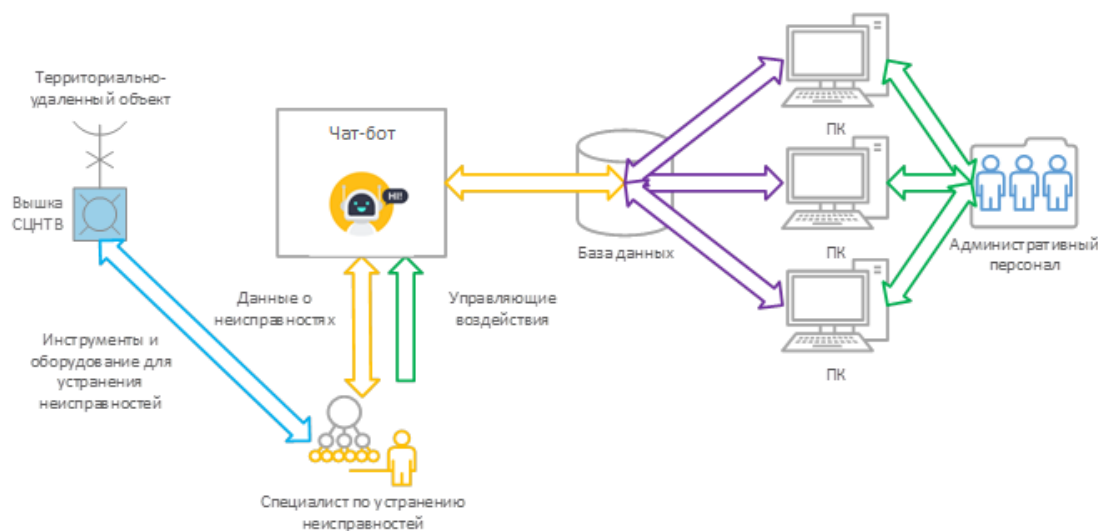 Территориально-
удаленный объект
Вышка
СЦНТВ
Чат-бот
HI!
Данные о
неисправностях
Управляющие
воздействия
Инструменты и
оборудование для
устранения
неисправностей
Специалист по устранению
неисправностей
База данных
ПК
ПК
ПК
Административный
персонал